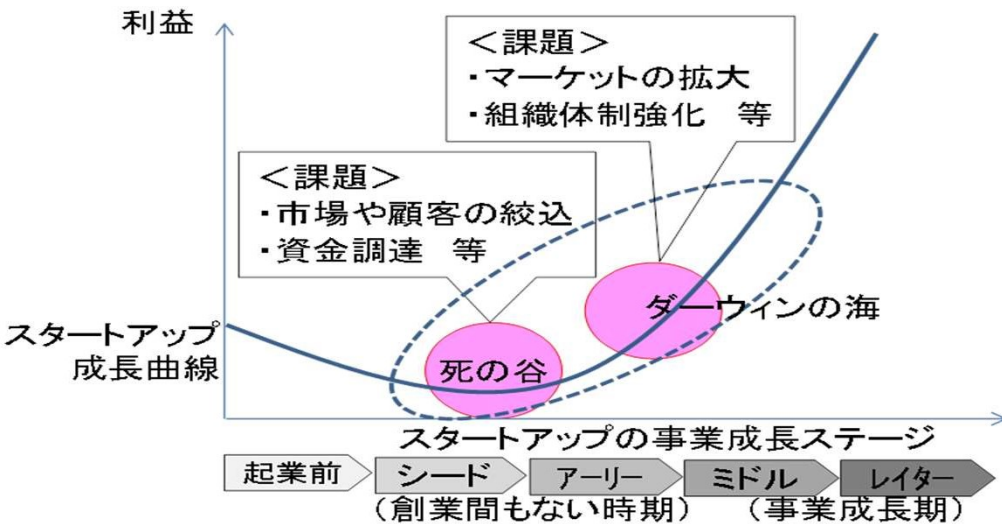 利益
＜課題＞
・マーケットの拡大
・組織体制強化　等
＜課題＞
・市場や顧客の絞込
・資金調達　等
ダーウィンの海
スタートアップ
成長曲線
死の谷
スタートアップの事業成長ステージ
起業前
シード
アーリー
ミドル
レイター
（創業間もない時期）
（事業成長期）